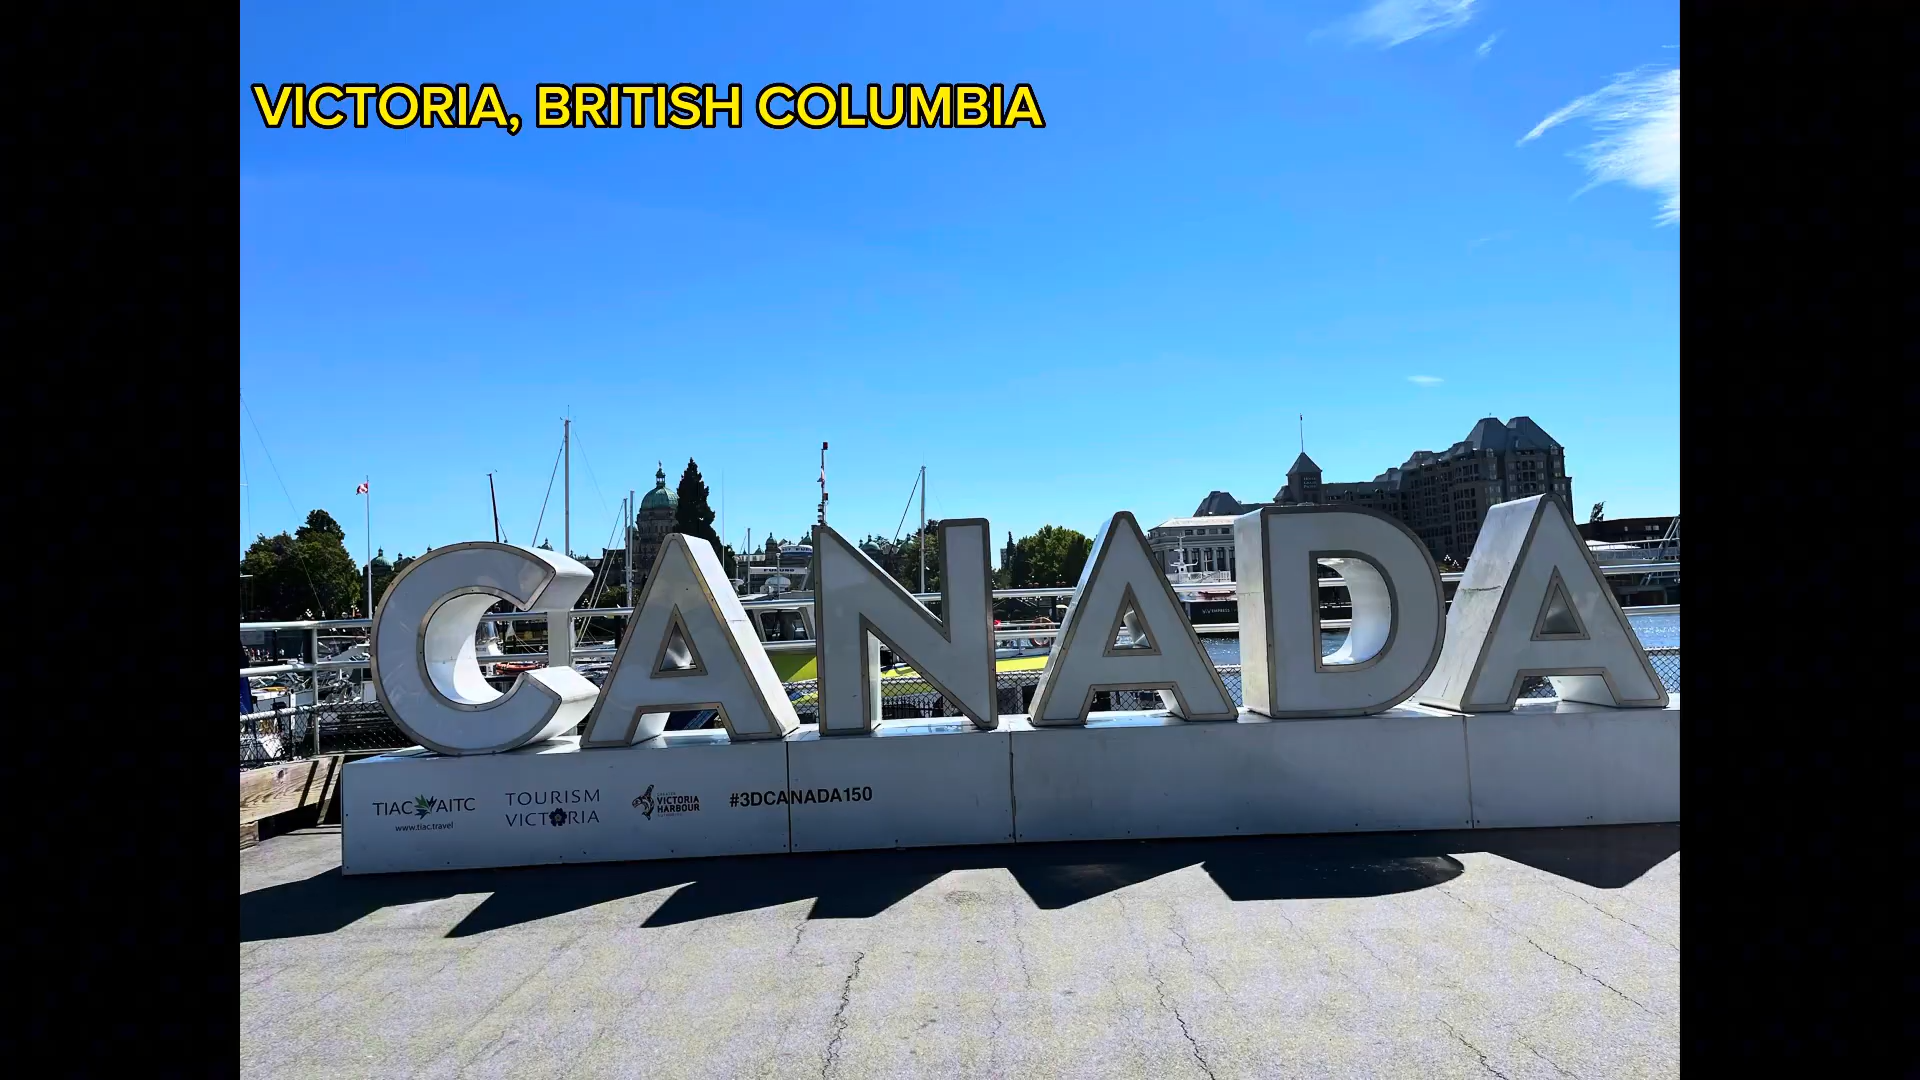 VICTORIA, BRITISH COLUMBIA
CANADA
TIAC AITC
www.tiac.travel
TOURISM
VICTORIA
VICTORIA
HARBOUR
#3DCANADA150